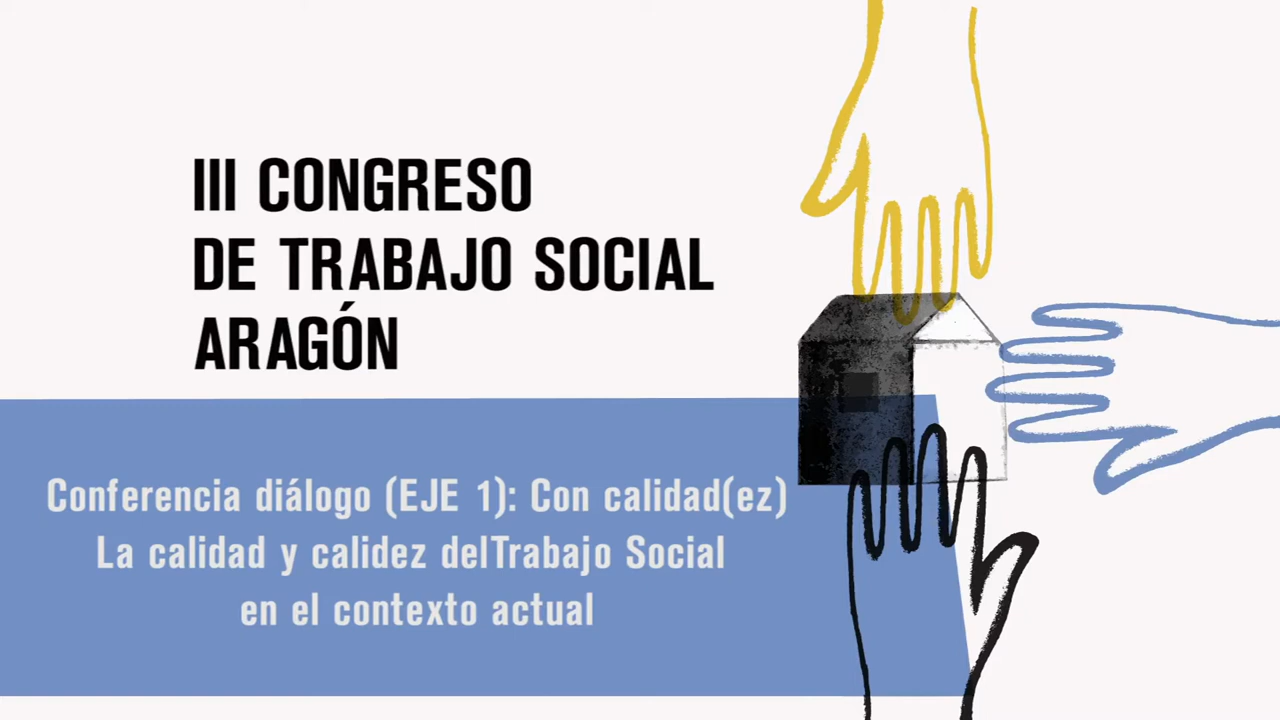 III CONGRESO
DE TRABAJO SOCIAL
ARAGÓN
Conferencia diálogo (EJE 1): Con calidad(ez)
La calidad y calidez delTrabajo Social
en el contexto actual